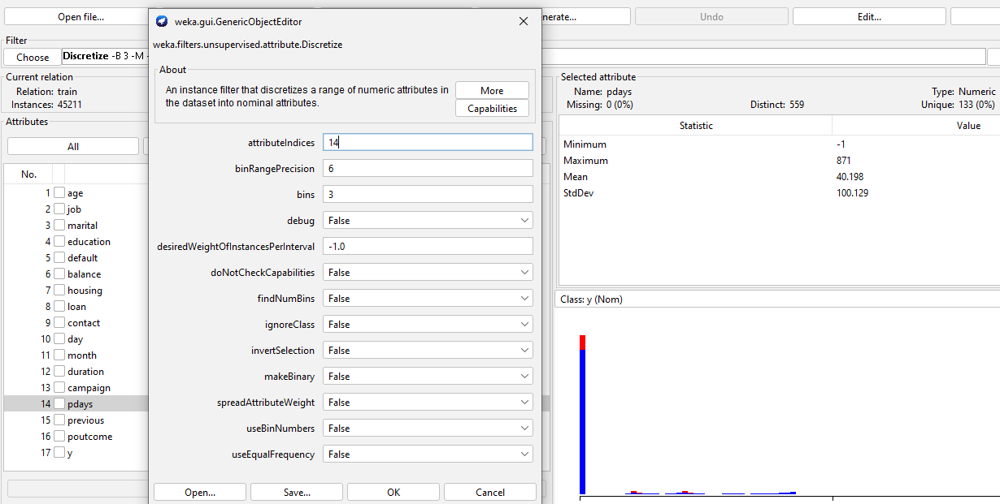 Open file...
nerate...
Undo
Edit...
Filter
Choose
Discretize -B 3 -M -
Current relation
Relation: train
Instances: 45211
Attributes
All
No.
1 age
2 job
3 marital
4 education
5 default
6 balance
7 housing
8 loan
9 contact
10 day
11 month
12 duration
13 campaign
14 pdays
15 previous
16 poutcome
17 y
weka.gui.GenericObjectEditor
weka.filters.unsupervised.attribute.Discretize
About
An instance filter that discretizes a range of numeric attributes in
the dataset into nominal attributes.
More
Capabilities
attributeIndices 14
binRangePrecision 6
bins 3
debug False
desiredWeightOfInstancesPerInterval -1.0
doNotCheckCapabilities False
findNumBins False
ignoreClass False
invertSelection False
makeBinary False
spreadAttributeWeight False
useBinNumbers False
useEqualFrequency False
Open... Save... OK Cancel
Selected attribute
Name: pdays Type: Numeric
Missing: 0 (0%) Distinct: 559 Unique: 133 (0%)
Statistic Value
Minimum -1
Maximum 871
Mean 40.198
StdDev 100.129
Class: y (Nom)